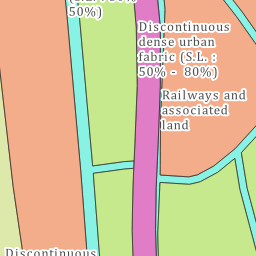 50%)
Discontinuous
dense urban
fabric (S.L. :
50% - 80%)
Railways and
associated
land
Discontinuous